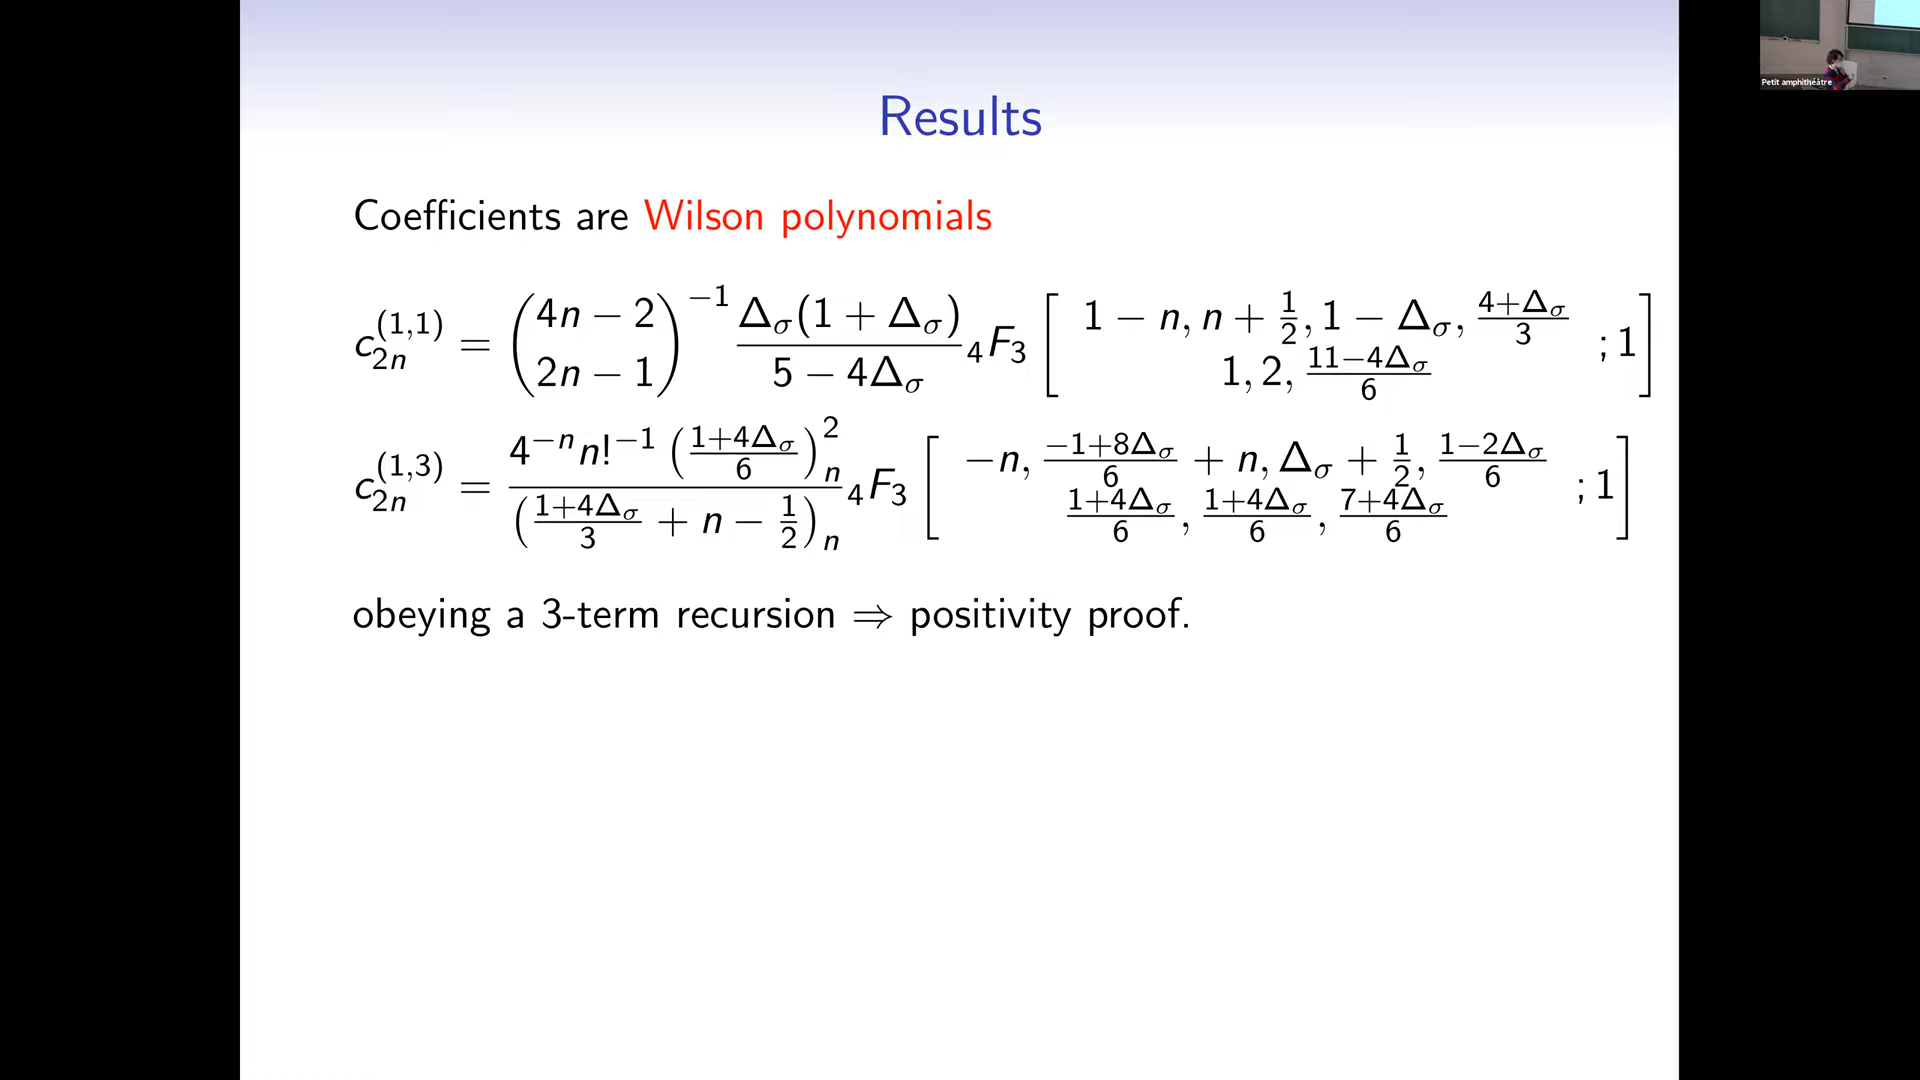 Petit amphithéâtre
Results
Coefficients are Wilson polynomials
$c_{2n}^{(1,1)} = \binom{4n-2}{2n-1}^{-1} \frac{\Delta_\sigma(1+\Delta_\sigma)}{5-4\Delta_\sigma} {}_4F_3 \left[ \begin{matrix} 1-n, n+\frac{1}{2}, 1-\Delta_\sigma, \frac{4+\Delta_\sigma}{3} \\ 1, 2, \frac{11-4\Delta_\sigma}{6} \end{matrix} ; 1 \right]$
$c_{2n}^{(1,3)} = \frac{4^{-n} n!^{-1} \left(\frac{1+4\Delta_\sigma}{6}\right)_n^2}{\left(\frac{1+4\Delta_\sigma}{3}+n-\frac{1}{2}\right)_n} {}_4F_3 \left[ \begin{matrix} -n, \frac{-1+8\Delta_\sigma}{6}+n, \Delta_\sigma+\frac{1}{2}, \frac{1-2\Delta_\sigma}{6} \\ \frac{1+4\Delta_\sigma}{6}, \frac{1+4\Delta_\sigma}{6}, \frac{7+4\Delta_\sigma}{6} \end{matrix} ; 1 \right]$
obeying a 3-term recursion ⇒ positivity proof.